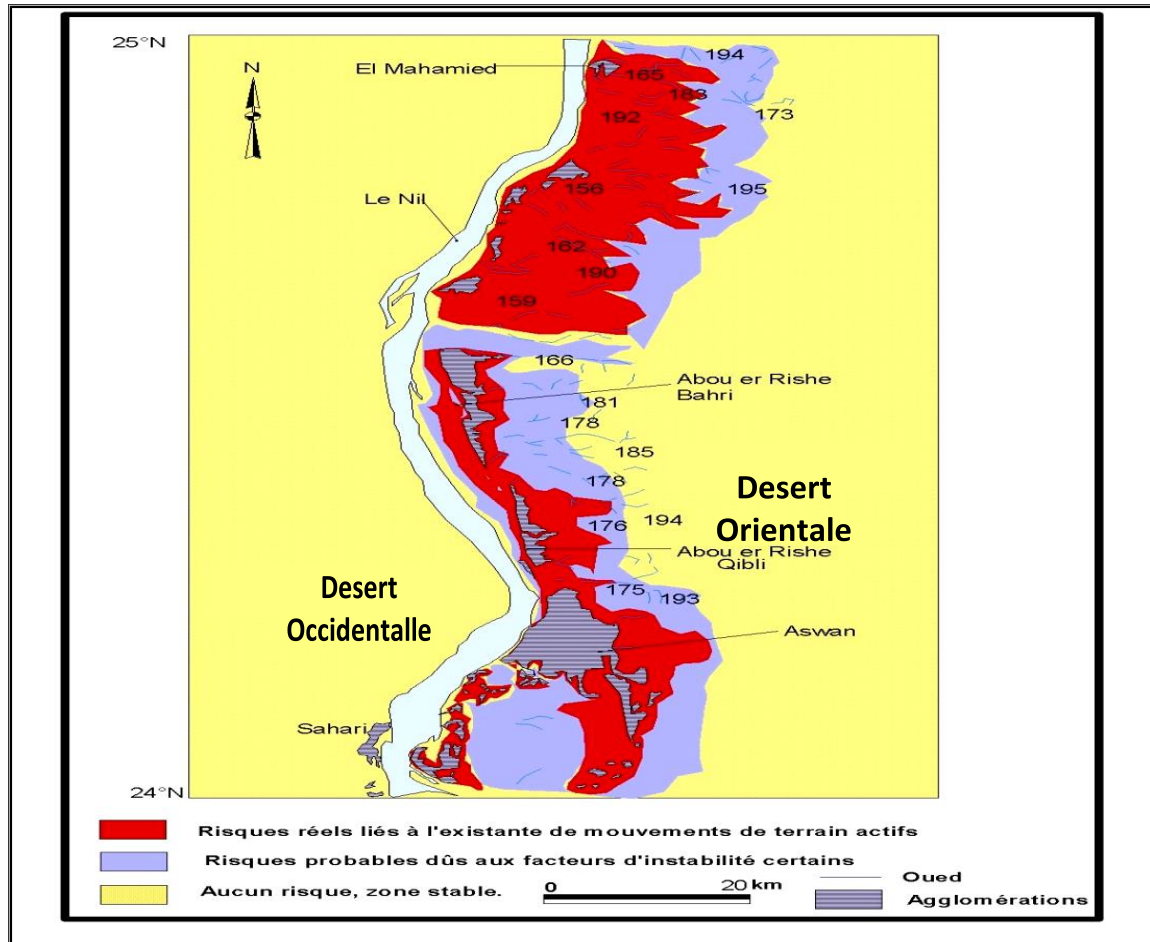 25°N
El Mahamied
N
194
165
183
192
173
156
195
Le Nil
162
190
159
166
Abou er Rishe
Bahri
181
178
185
178
Desert
Orientale
176
194
Abou er Rishe
Qibli
175
193
Desert
Occidentalle
Aswan
Sahari
24°N
Risques réels liés à l'existante de mouvements de terrain actifs
Risques probables dûs aux facteurs d'instabilité certains
Aucun risque, zone stable.
0 20 km
Oued
Agglomérations